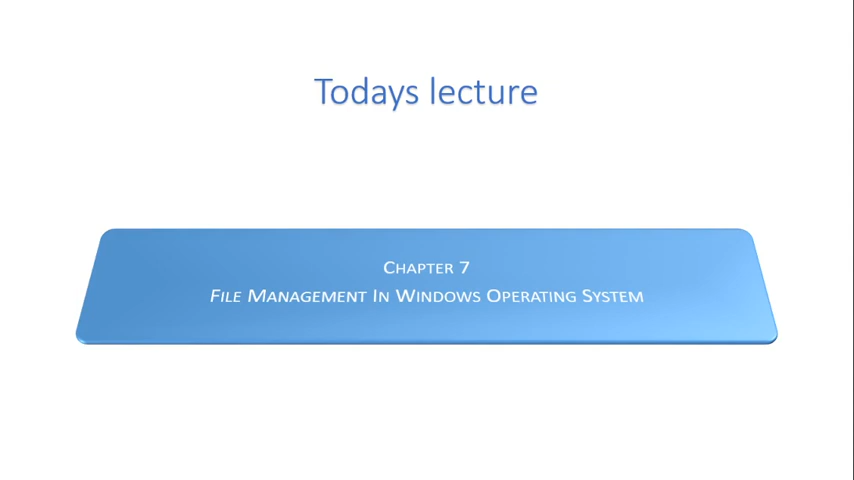 Todays lecture
Chapter 7
File Management In Windows Operating System